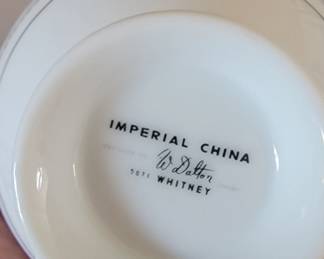 IMPERIAL CHINA
W. Dalton
5671 WHITNEY